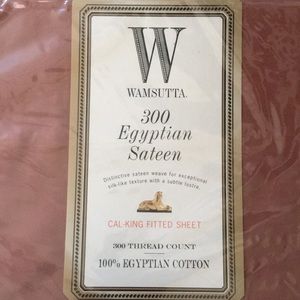 W
WAMSUTTA.
300
Egyptian
Sateen
Distinctive sateen weave for exceptional
silk-like texture with a subtle lustre.
CAL-KING FITTED SHEET
300 THREAD COUNT
100% EGYPTIAN COTTON